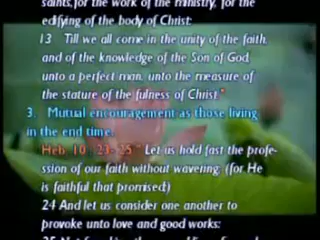 saints, for the work of the ministry, for the
edifying of the body of Christ:
13 Till we all come in the unity of the faith,
and of the knowledge of the Son of God,
unto a perfect man, unto the measure of
the stature of the fulness of Christ."
3. Mutual encouragement as those living
in the end time.
Heb. 10 : 23- 25 " Let us hold fast the profe-
ssion of our faith without wavering; (for He
is faithful that promised;)
24 And let us consider one another to
provoke unto love and good works: